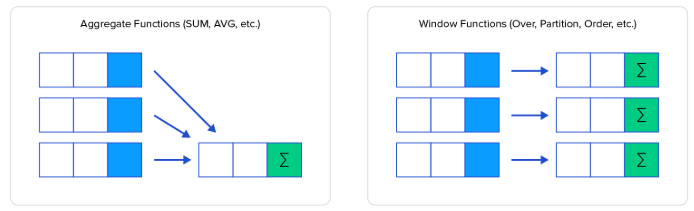 Aggregate Functions (SUM, AVG, etc.)
∑
Window Functions (Over, Partition, Order, etc.)
∑
∑
∑